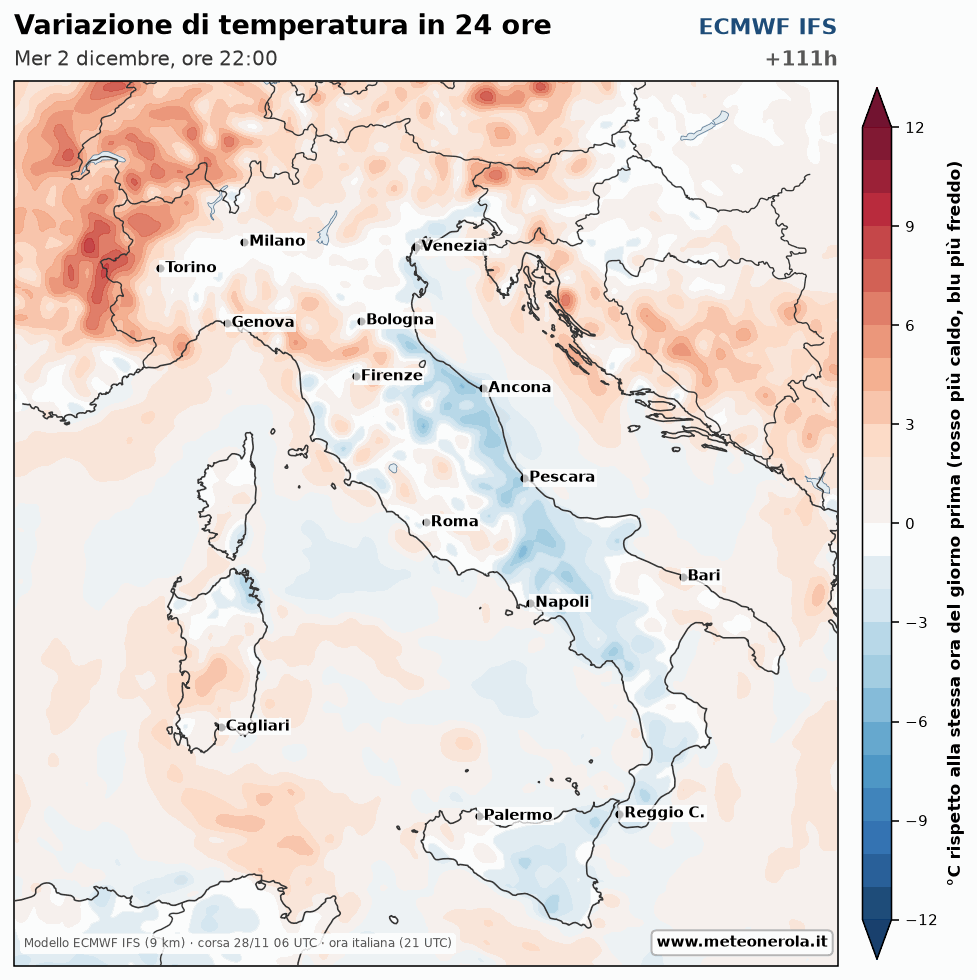 Variazione di temperatura in 24 ore
ECMWF IFS
Mer 2 dicembre, ore 22:00
+111h
Milano
Venezia
Torino
Genova
Bologna
Firenze
Ancona
Pescara
Roma
Bari
Napoli
Cagliari
Palermo
Reggio C.
12
9
6
3
0
−3
−6
−9
−12
°C rispetto alla stessa ora del giorno prima (rosso più caldo, blu più freddo)
Modello ECMWF IFS (9 km) · corsa 28/11 06 UTC · ora italiana (21 UTC)
www.meteonerola.it